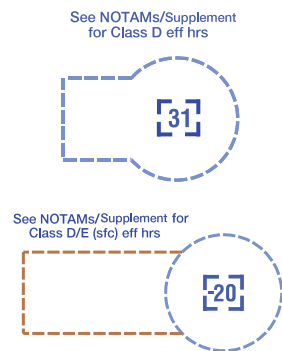 See NOTAMs/Supplement
for Class D eff hrs
31
See NOTAMs/Supplement for
Class D/E (sfc) eff hrs
-20